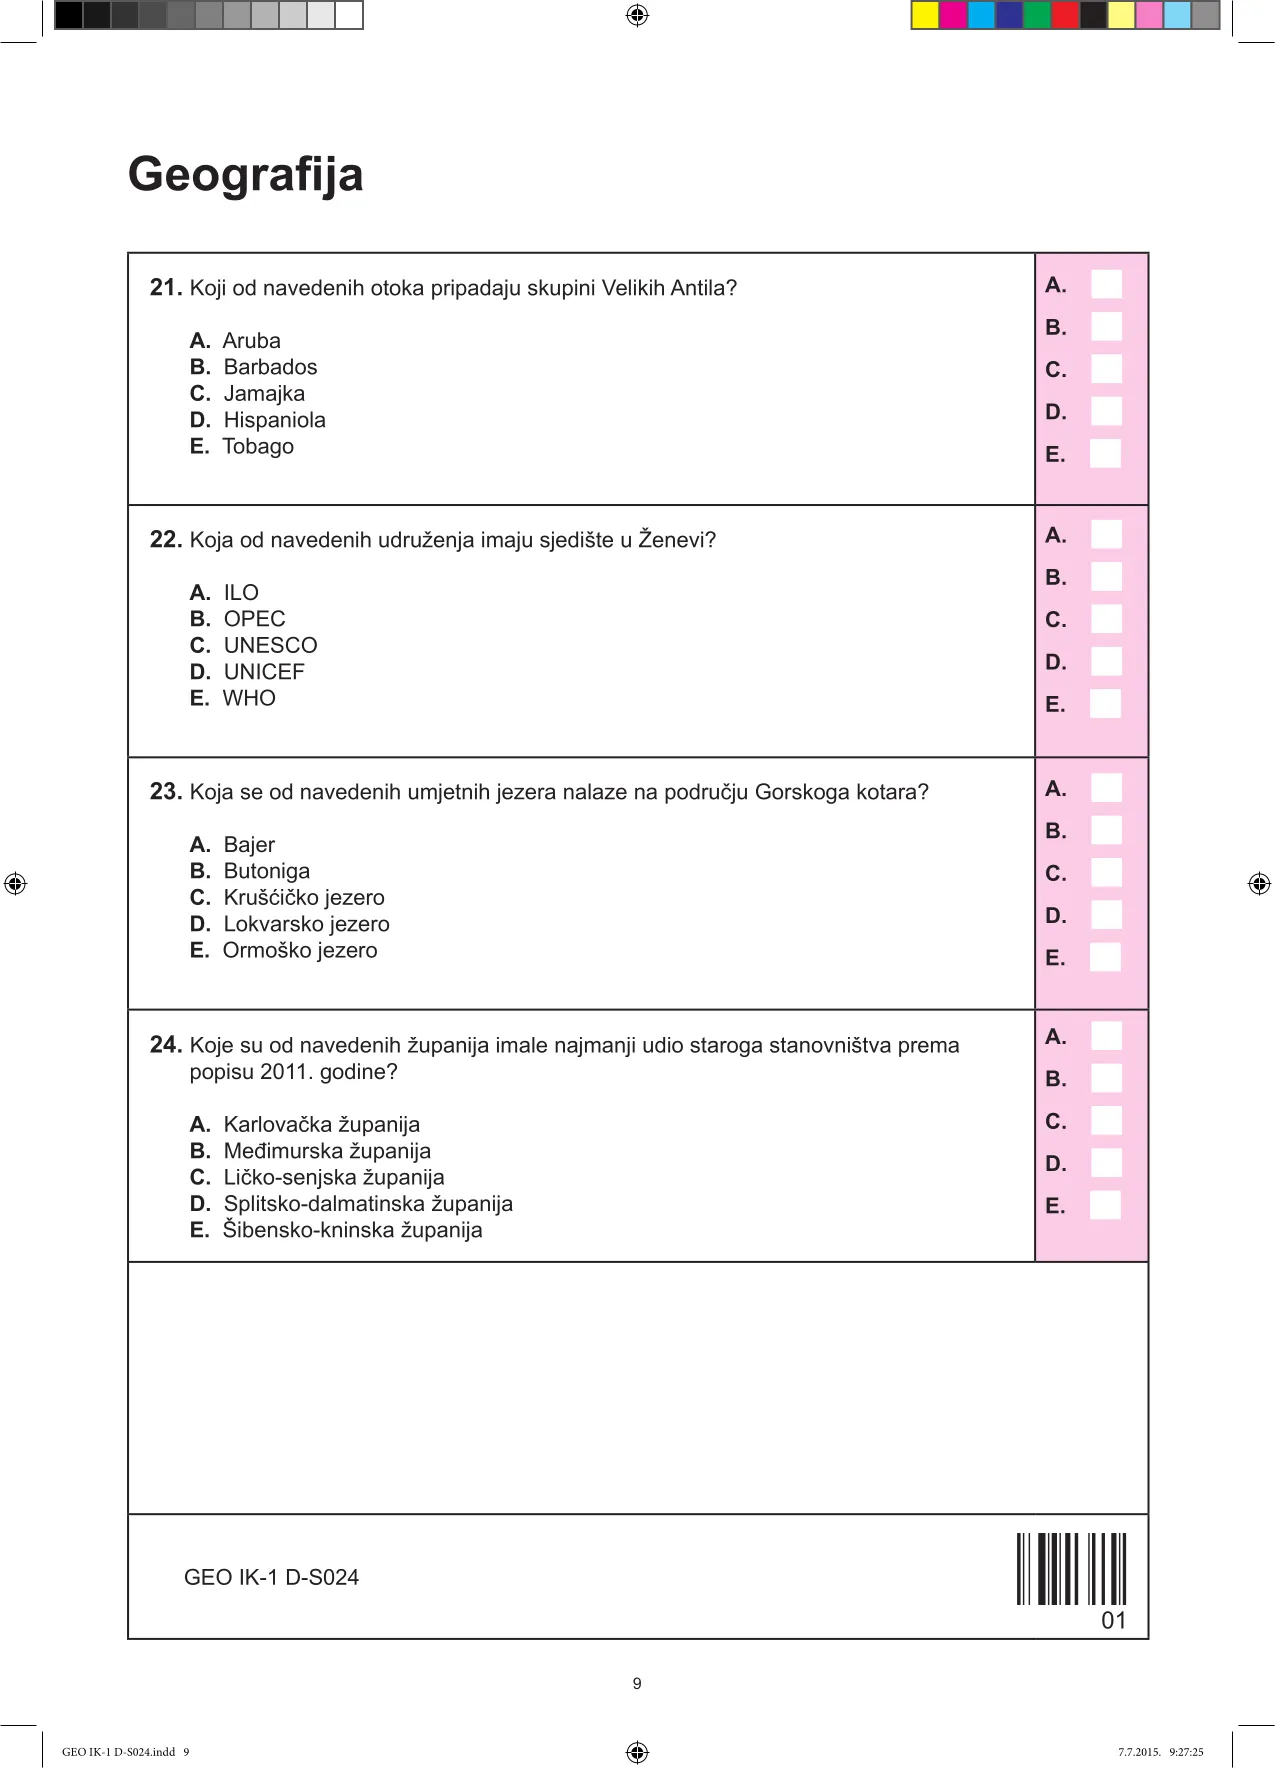 Geografija
21. Koji od navedenih otoka pripadaju skupini Velikih Antila?
A. Aruba
B. Barbados
C. Jamajka
D. Hispaniola
E. Tobago
A.
B.
C.
D.
E.
22. Koja od navedenih udruženja imaju sjedište u Ženevi?
A. ILO
B. OPEC
C. UNESCO
D. UNICEF
E. WHO
A.
B.
C.
D.
E.
23. Koja se od navedenih umjetnih jezera nalaze na području Gorskoga kotara?
A. Bajer
B. Butoniga
C. Krušćičko jezero
D. Lokvarsko jezero
E. Ormoško jezero
A.
B.
C.
D.
E.
24. Koje su od navedenih županija imale najmanji udio staroga stanovništva prema
popisu 2011. godine?
A. Karlovačka županija
B. Međimurska županija
C. Ličko-senjska županija
D. Splitsko-dalmatinska županija
E. Šibensko-kninska županija
A.
B.
C.
D.
E.
GEO IK-1 D-S024
01
9
GEO IK-1 D-S024.indd 9
7.7.2015. 9:27:25